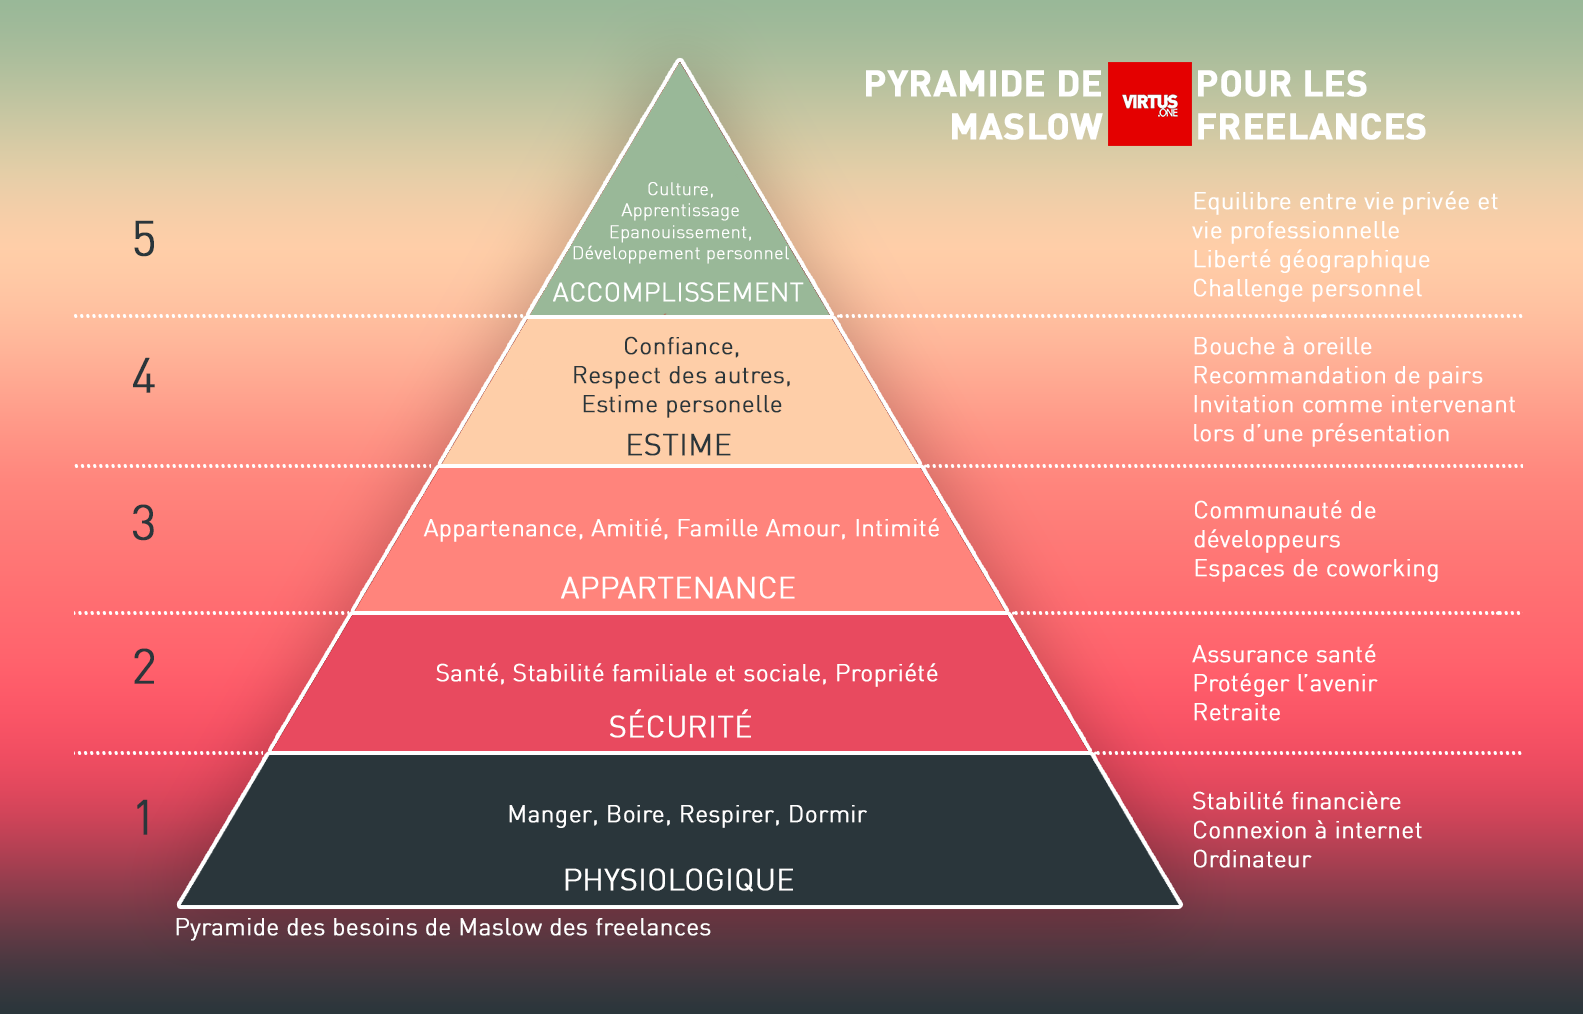 PYRAMIDE DE
MASLOW
VIRTUS
.ONE
POUR LES
FREELANCES
5
Culture,
Apprentissage
Epanouissement,
Développement personnel
ACCOMPLISSEMENT
Equilibre entre vie privée et
vie professionnelle
Liberté géographique
Challenge personnel
4
Confiance,
Respect des autres,
Estime personelle
ESTIME
Bouche à oreille
Recommandation de pairs
Invitation comme intervenant
lors d’une présentation
3
Appartenance, Amitié, Famille Amour, Intimité
APPARTENANCE
Communauté de
développeurs
Espaces de coworking
2
Santé, Stabilité familiale et sociale, Propriété
SÉCURITÉ
Assurance santé
Protéger l’avenir
Retraite
1
Manger, Boire, Respirer, Dormir
PHYSIOLOGIQUE
Stabilité financière
Connexion à internet
Ordinateur
Pyramide des besoins de Maslow des freelances